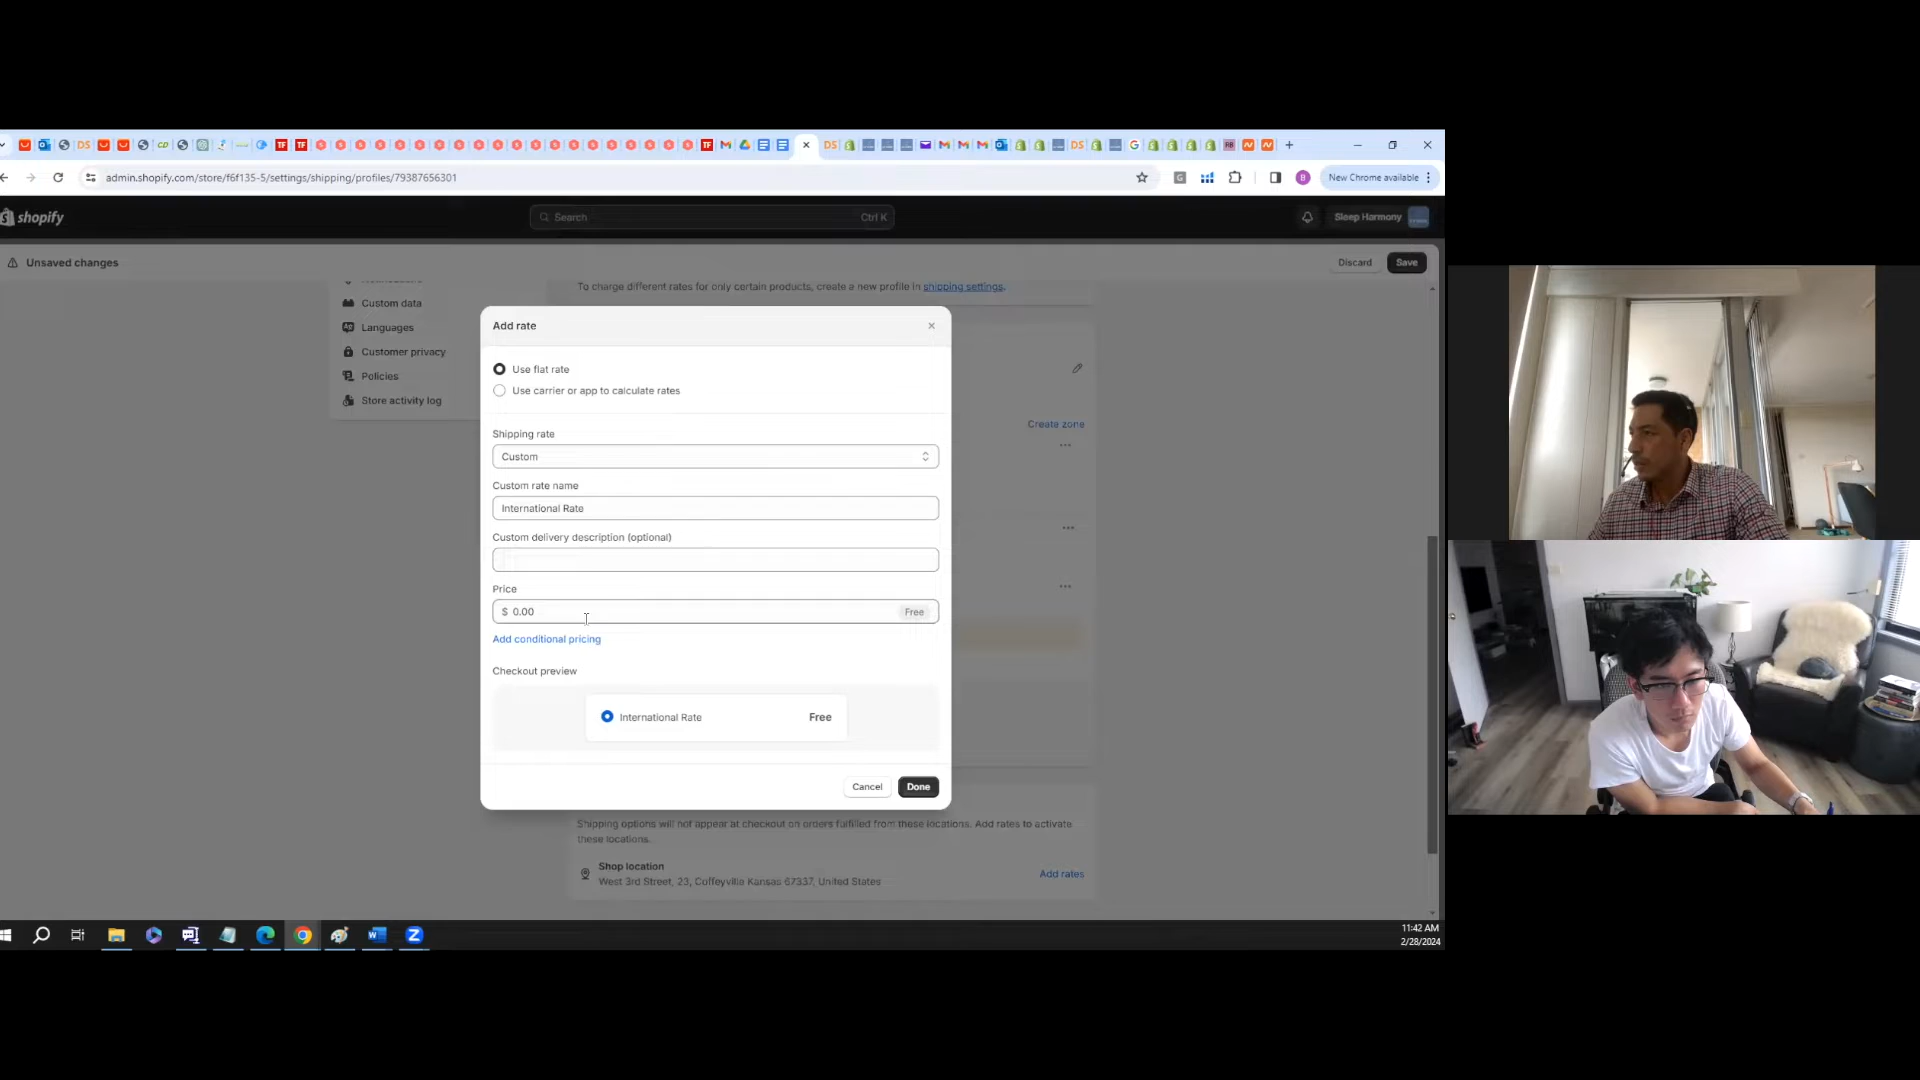 admin.shopify.com/store/f6f135-5/settings/shipping/profiles/79387656301
New Chrome available
shopify
Search
Ctrl K
Sleep Harmony
Unsaved changes
Discard
Save
To charge different rates for only certain products, create a new profile in shipping settings.
Custom data
Languages
Customer privacy
Policies
Store activity log
Create zone
Add rate
Use flat rate
Use carrier or app to calculate rates
Shipping rate
Custom
Custom rate name
International Rate
Custom delivery description (optional)
Price
$ 0.00
Free
Add conditional pricing
Checkout preview
International Rate
Free
Cancel
Done
Shipping options will not appear at checkout on orders fulfilled from these locations. Add rates to activate
these locations.
Shop location
West 3rd Street, 23, Coffeyville Kansas 67337, United States
Add rates
11:42 AM
2/28/2024